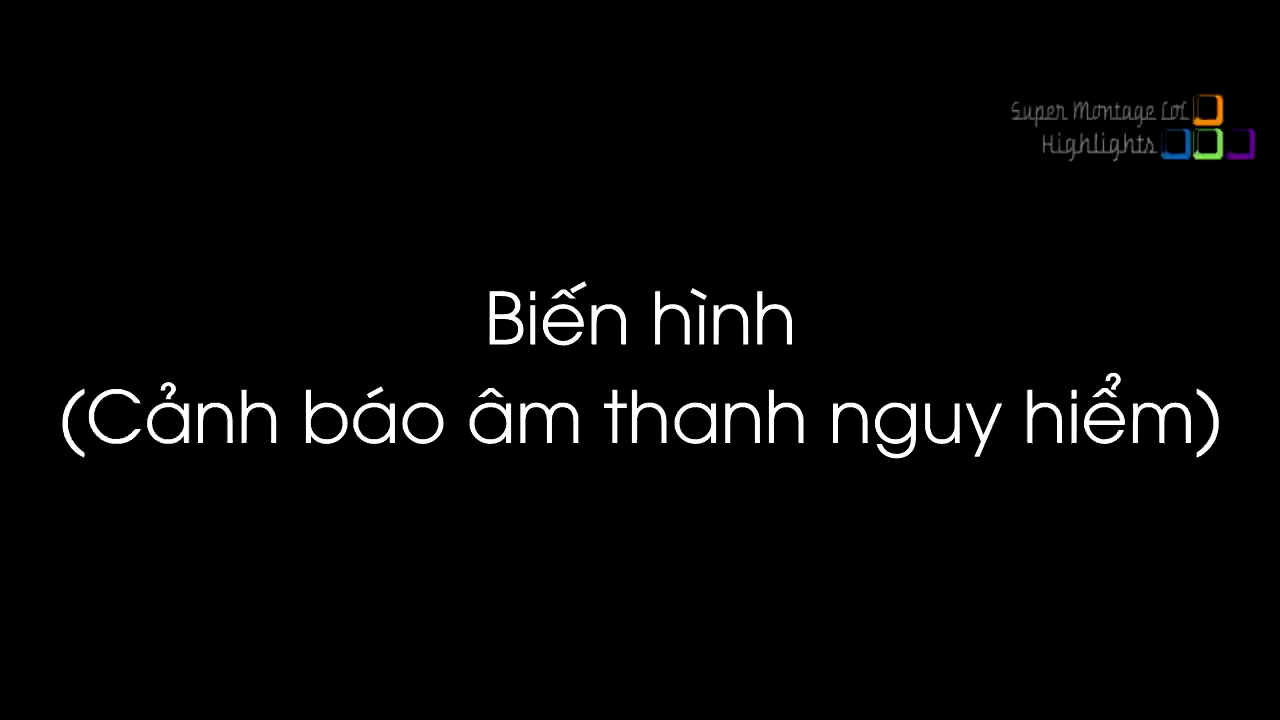 Super Montage LoL
Highlights
Biến hình
(Cảnh báo âm thanh nguy hiểm)